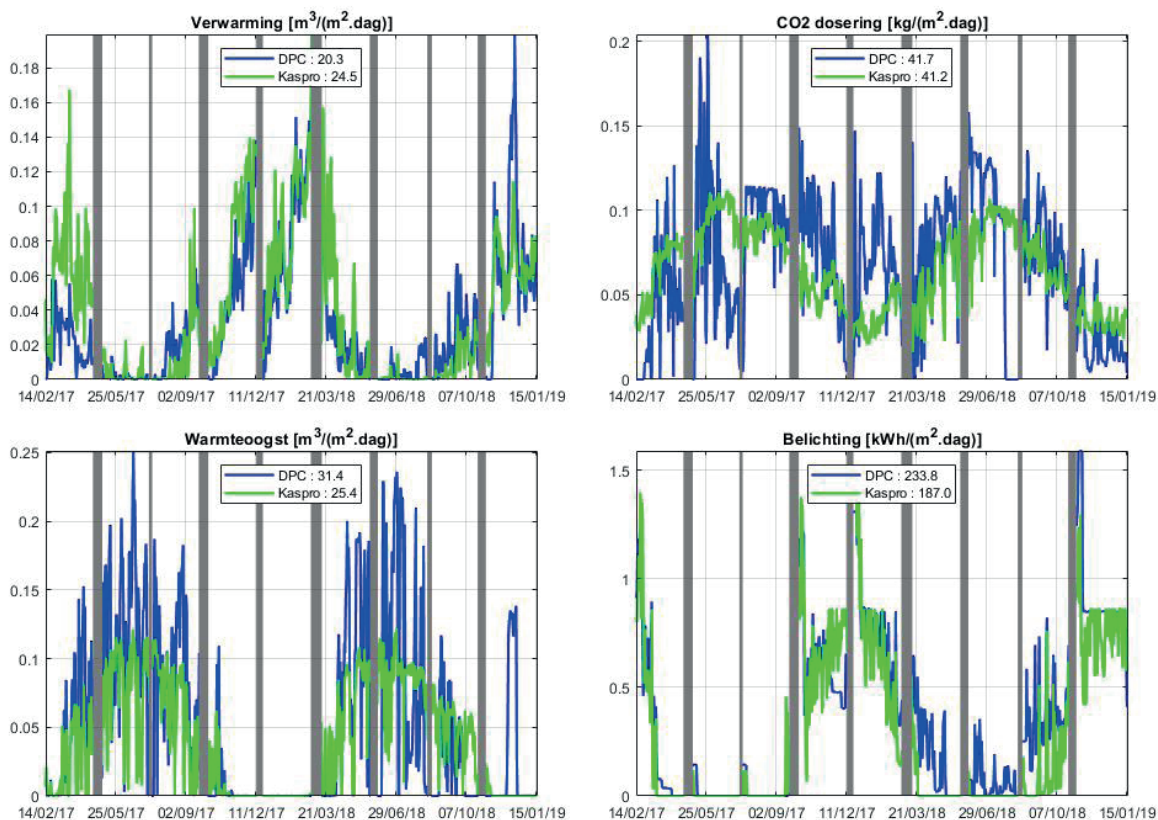 Verwarming [m³/(m².dag)]
DPC : 20.3
Kaspro : 24.5
0.18
0.16
0.14
0.12
0.1
0.08
0.06
0.04
0.02
0
14/02/17 25/05/17 02/09/17 11/12/17 21/03/18 29/06/18 07/10/18 15/01/19
CO2 dosering [kg/(m².dag)]
DPC : 41.7
Kaspro : 41.2
0.2
0.15
0.1
0.05
0
14/02/17 25/05/17 02/09/17 11/12/17 21/03/18 29/06/18 07/10/18 15/01/19
Warmteoogst [m³/(m².dag)]
DPC : 31.4
Kaspro : 25.4
0.25
0.2
0.15
0.1
0.05
0
14/02/17 25/05/17 02/09/17 11/12/17 21/03/18 29/06/18 07/10/18 15/01/19
Belichting [kWh/(m².dag)]
DPC : 233.8
Kaspro : 187.0
1.5
1
0.5
0
14/02/17 25/05/17 02/09/17 11/12/17 21/03/18 29/06/18 07/10/18 15/01/19